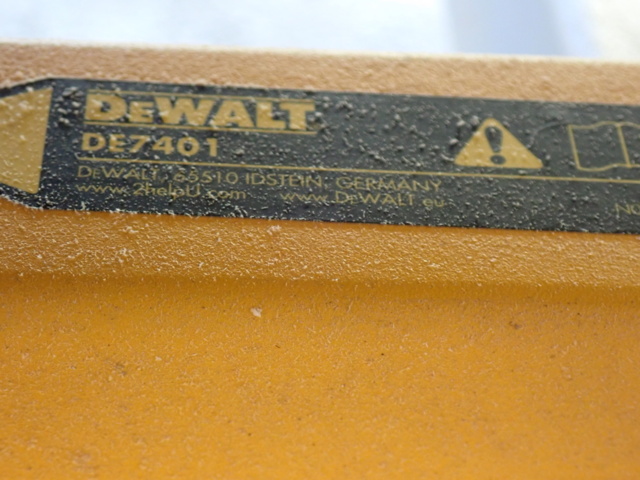 DEWALT
DE7401
DEWALT, 65510 IDSTEIN, GERMANY
www.2helpU.com www.DEWALT.eu